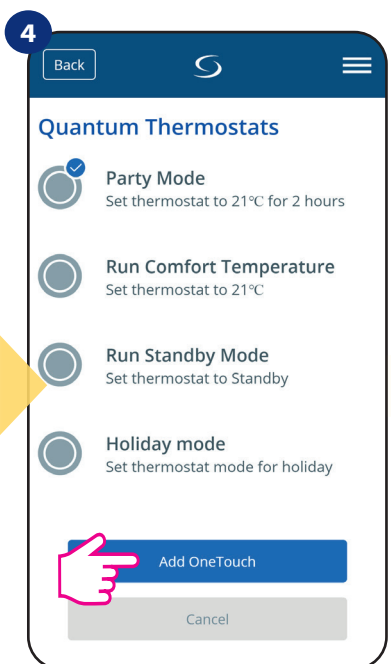 4
Back
Quantum Thermostats
Party Mode
Set thermostat to 21℃ for 2 hours
Run Comfort Temperature
Set thermostat to 21℃
Run Standby Mode
Set thermostat to Standby
Holiday mode
Set thermostat mode for holiday
Add OneTouch
Cancel